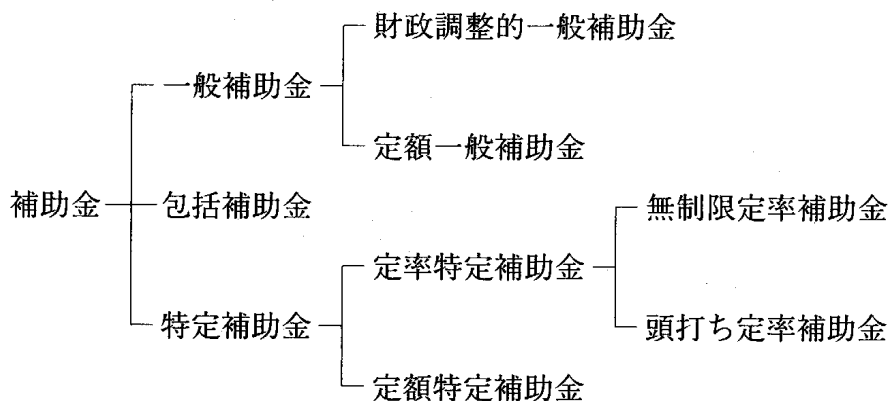 財政調整的一般補助金
一般補助金
定額一般補助金
補助金
包括補助金
無制限定率補助金
定率特定補助金
特定補助金
頭打ち定率補助金
定額特定補助金